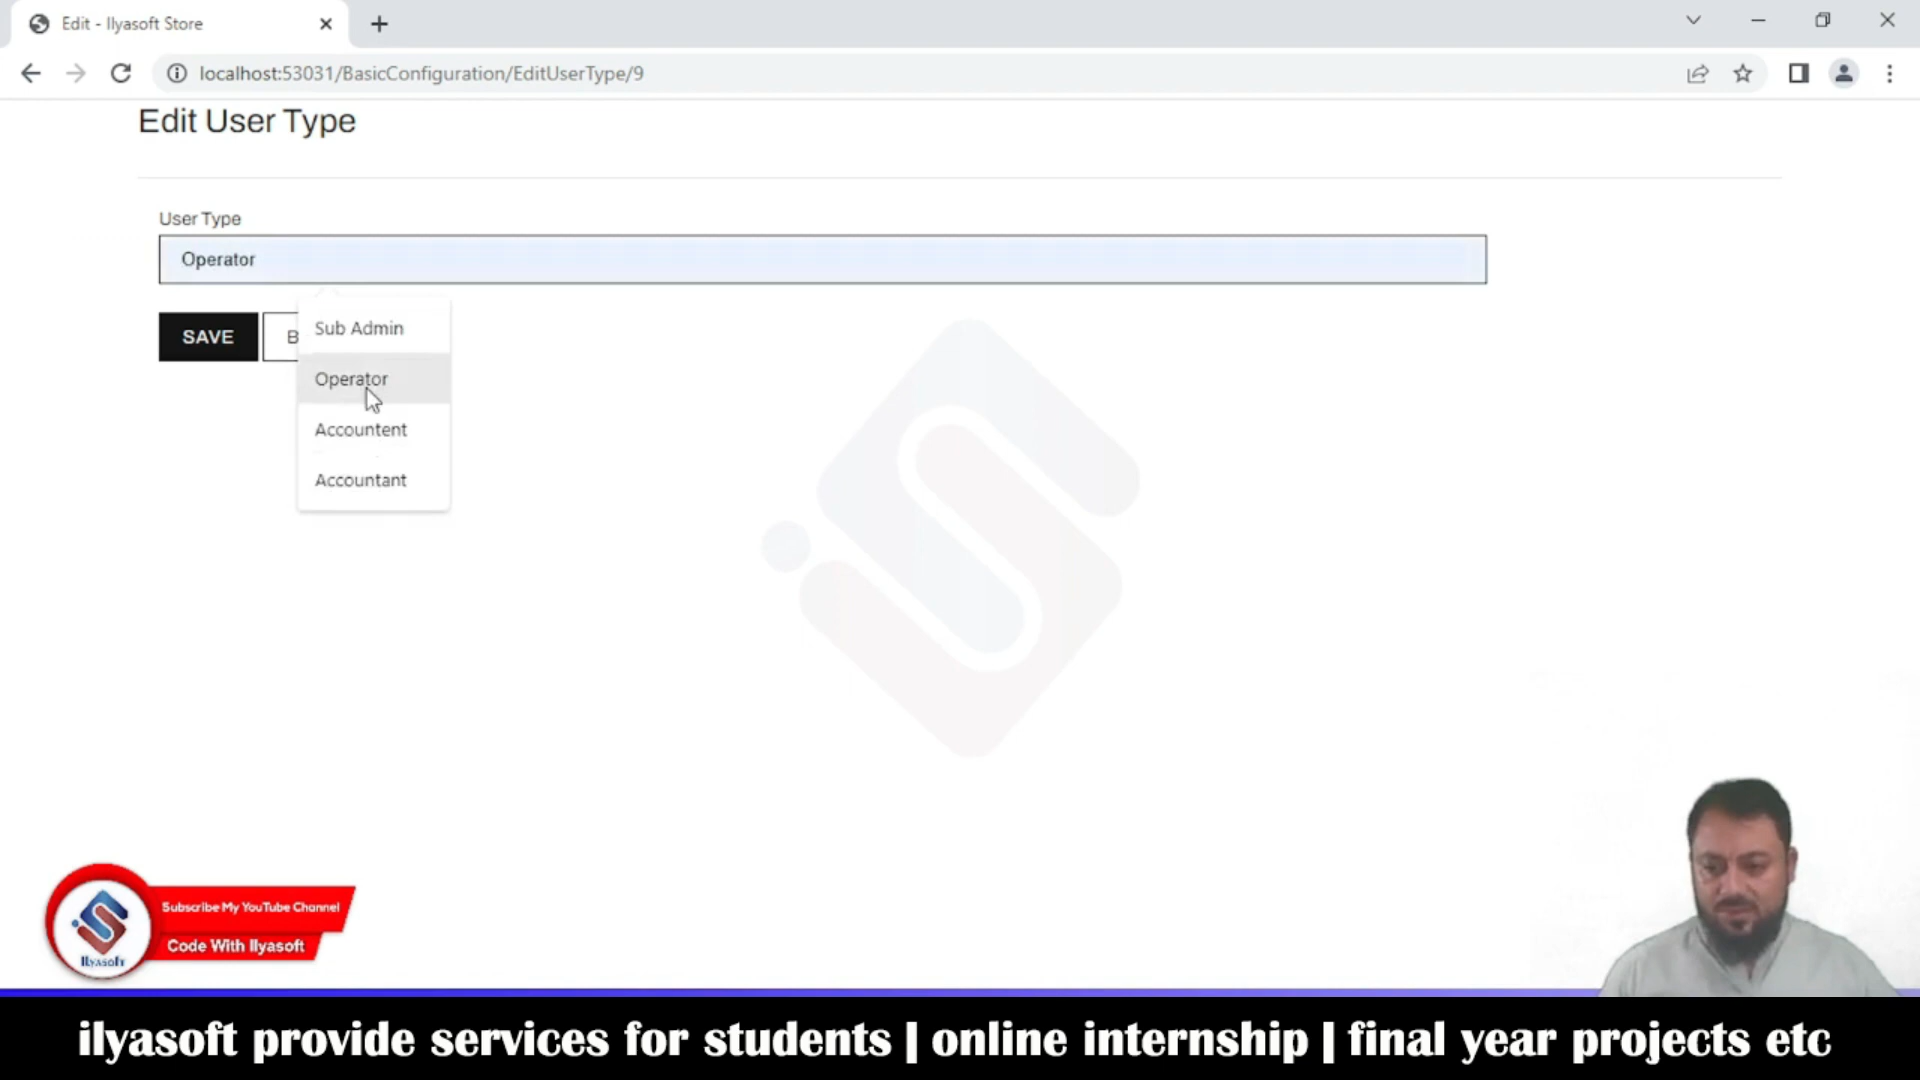 Edit - Ilyasoft Store
localhost:53031/BasicConfiguration/EditUserType/9
Edit User Type
User Type
Operator
SAVE
B
Sub Admin
Operator
Accountent
Accountant
Subscribe My YouTube Channel
Code With Ilyasoft
Ilyasoft
ilyasoft provide services for students | online internship | final year projects etc